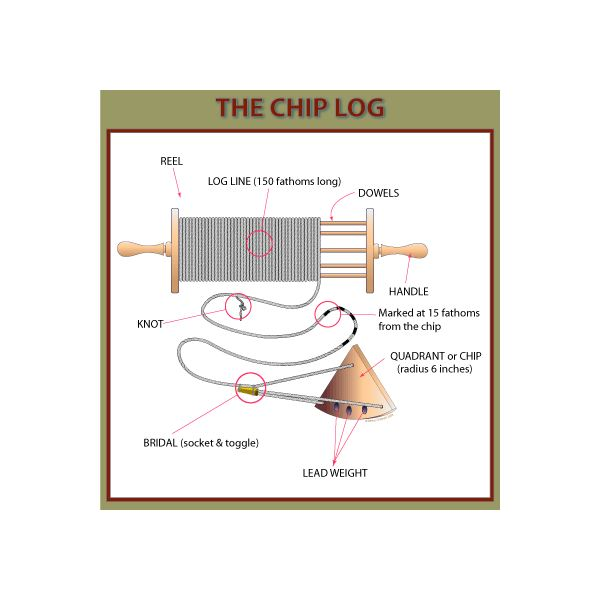 THE CHIP LOG
REEL
LOG LINE (150 fathoms long)
DOWELS
HANDLE
KNOT
Marked at 15 fathoms
from the chip
QUADRANT or CHIP
(radius 6 inches)
BRIDAL (socket & toggle)
LEAD WEIGHT